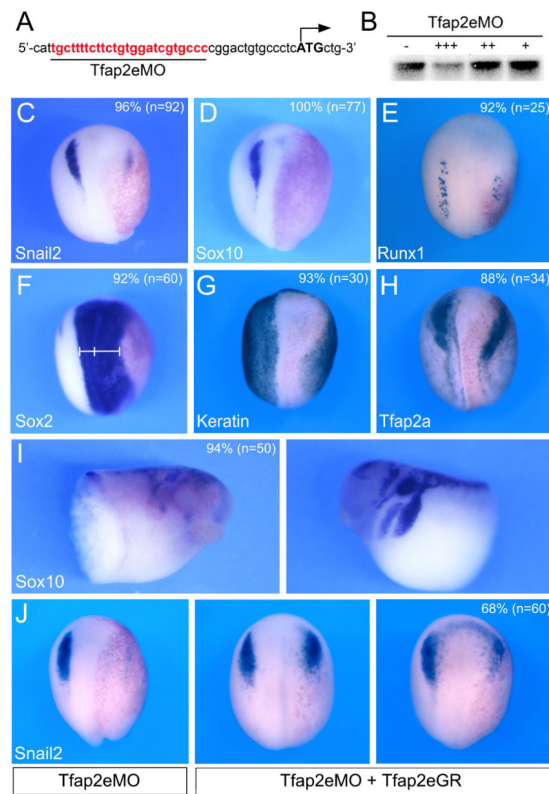 A
B
Tfap2eMO
5’-cattgcttttcttctgtggatcgtgccccggactgtgccctcATGctg-3’
Tfap2eMO
- +++ ++ +
C 96% (n=92)
Snail2
D 100% (n=77)
Sox10
E 92% (n=25)
Runx1
F 92% (n=60)
Sox2
G 93% (n=30)
Keratin
H 88% (n=34)
Tfap2a
I 94% (n=50)
Sox10
J 68% (n=60)
Snail2
Tfap2eMO Tfap2eMO + Tfap2eGR